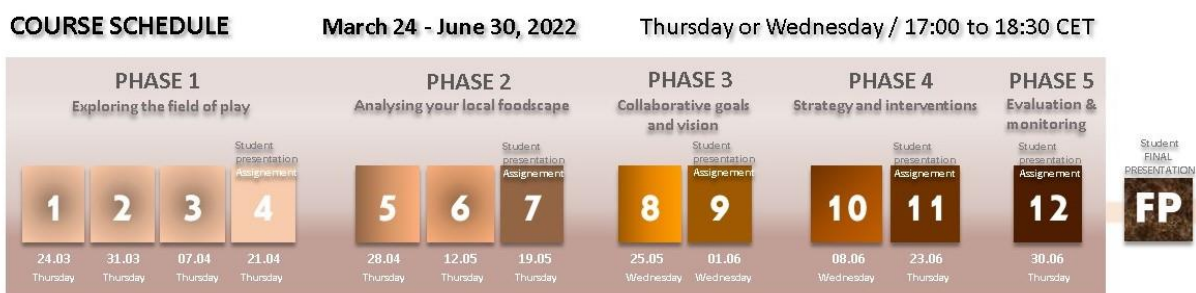 COURSE SCHEDULE March 24 - June 30, 2022 Thursday or Wednesday / 17:00 to 18:30 CET
PHASE 1
Exploring the field of play
Student
presentation
Assignement
1 2 3 4
24.03 31.03 07.04 21.04
Thursday Thursday Thursday Thursday
PHASE 2
Analysing your local foodscape
Student
presentation
Assignement
5 6 7
28.04 12.05 19.05
Thursday Thursday Thursday
PHASE 3
Collaborative goals
and vision
Student
presentation
Assignement
8 9
25.05 01.06
Wednesday Wednesday
PHASE 4
Strategy and interventions
Student
presentation
Assignement
10 11
08.06 23.06
Wednesday Thursday
PHASE 5
Evaluation &
monitoring
Student
presentation
Assignement
12
30.06
Thursday
Student
FINAL
PRESENTATION
FP